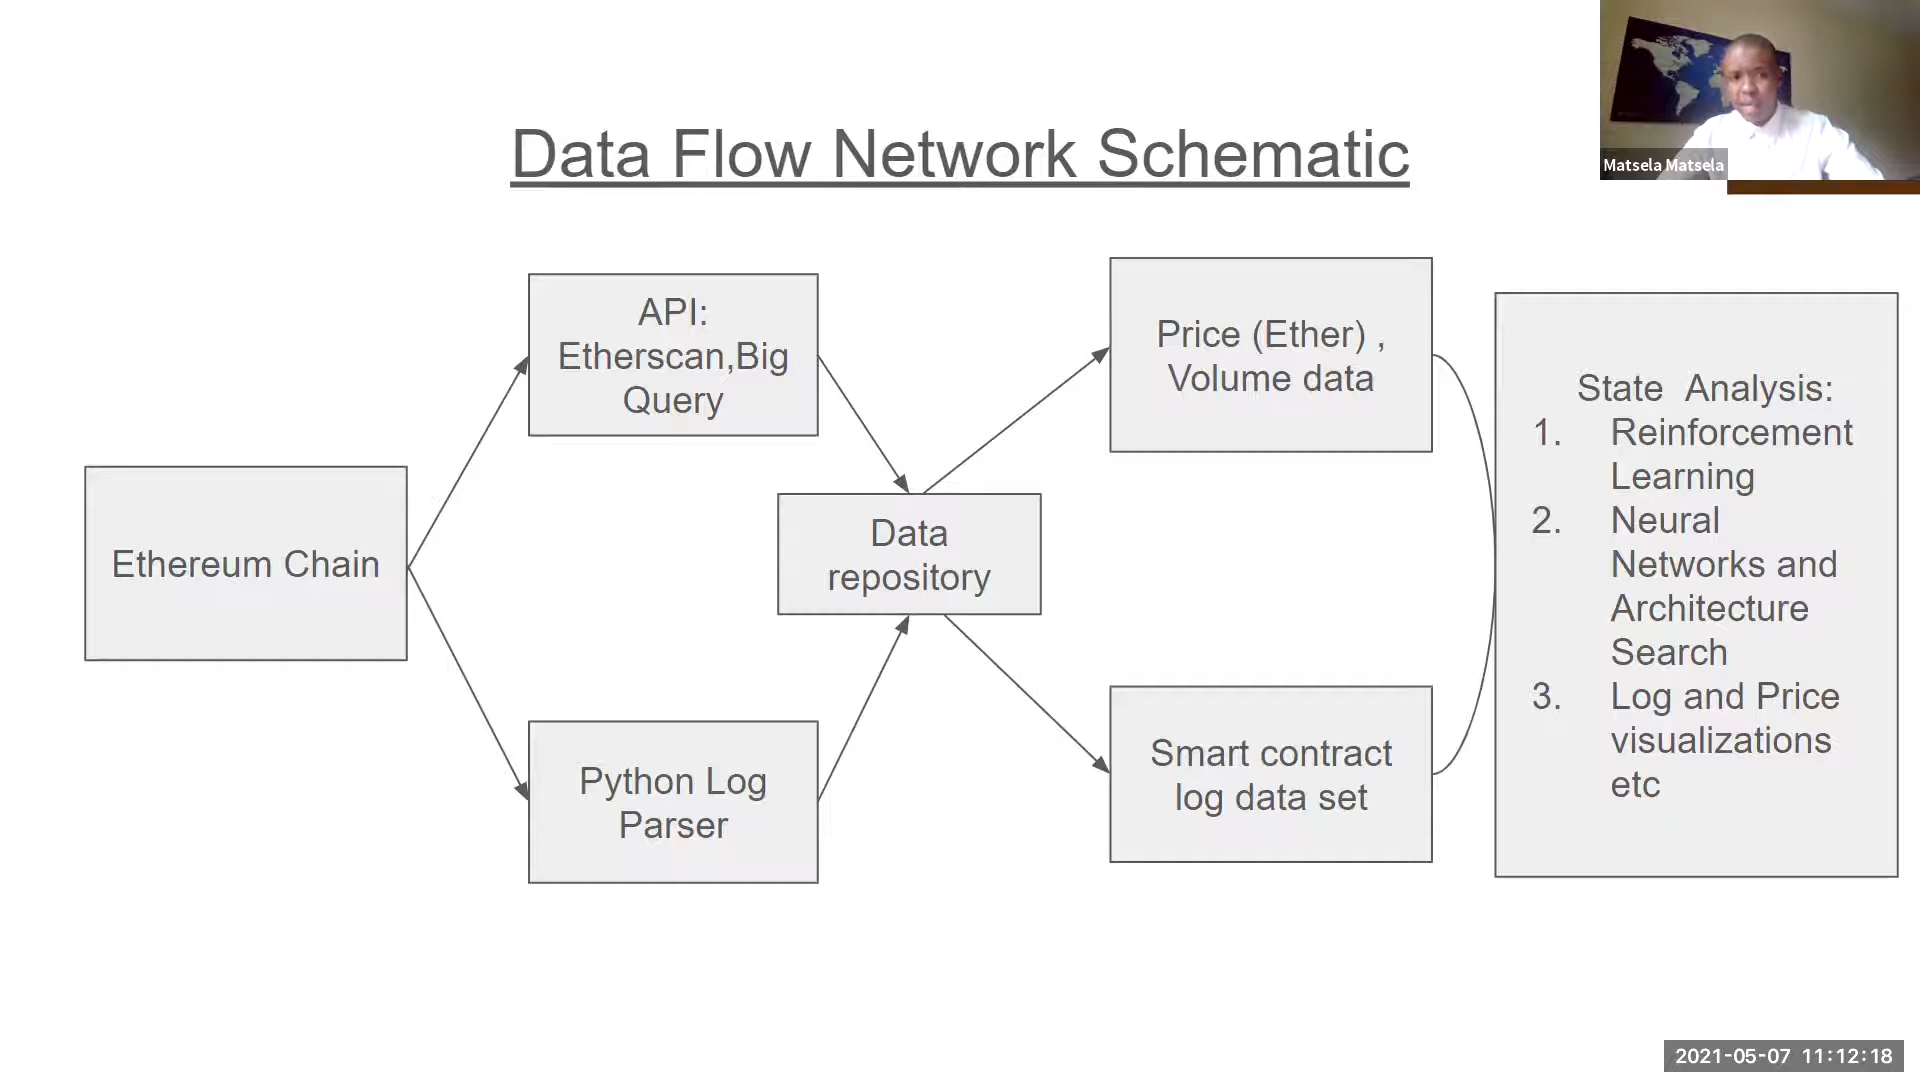 Matsela Matsela
Data Flow Network Schematic
API:
Etherscan,Big
Query
Price (Ether) ,
Volume data
Ethereum Chain
Data
repository
Python Log
Parser
Smart contract
log data set
State Analysis:
1. Reinforcement
Learning
2. Neural
Networks and
Architecture
Search
3. Log and Price
visualizations
etc
2021-05-07 11:12:18